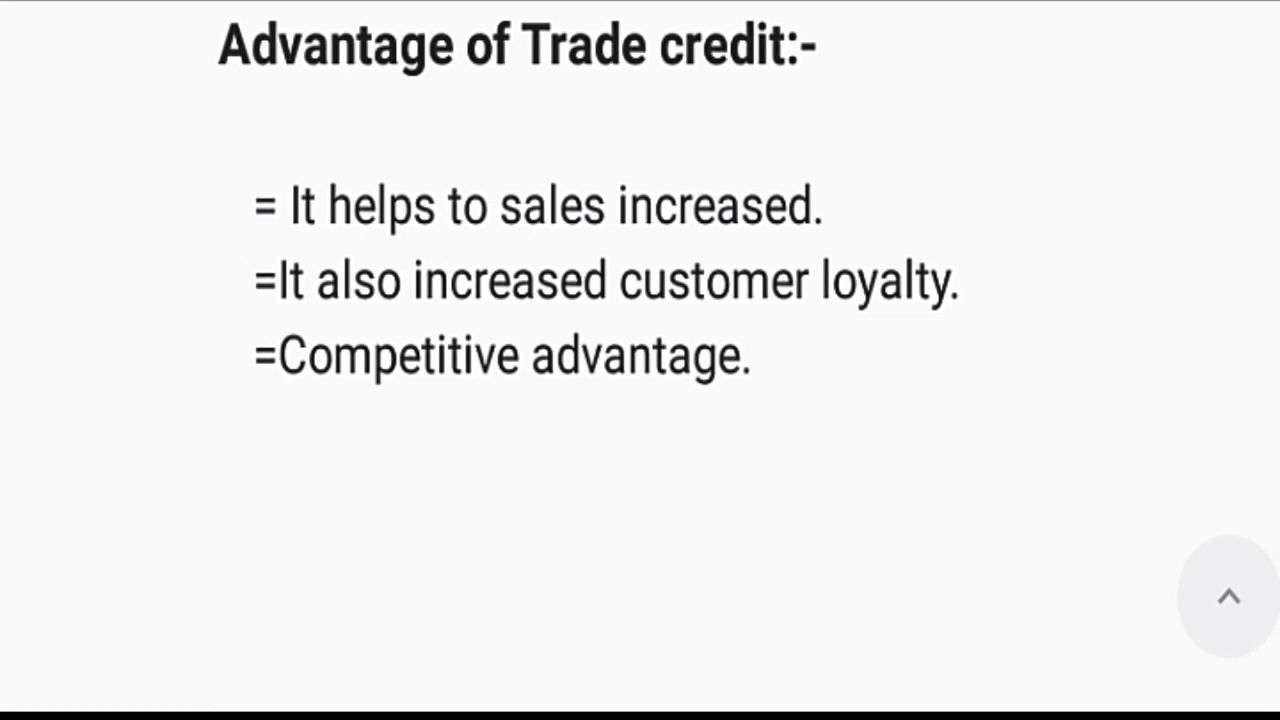 Advantage of Trade credit:-
= It helps to sales increased.
=It also increased customer loyalty.
=Competitive advantage.